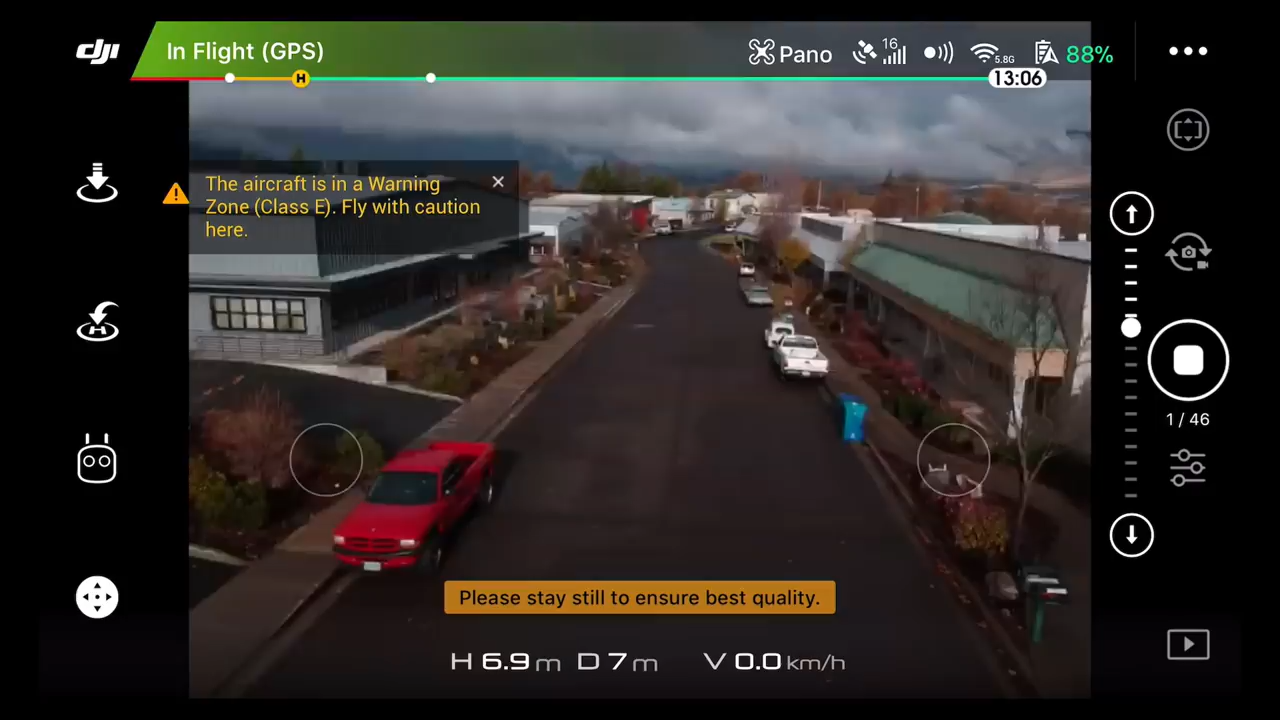 dji
In Flight (GPS)
Pano
16
5.8G
88%
H
13:06
The aircraft is in a Warning
Zone (Class E). Fly with caution
here.
H
1 / 46
Please stay still to ensure best quality.
H 6.9 m D 7 m V 0.0 km/h